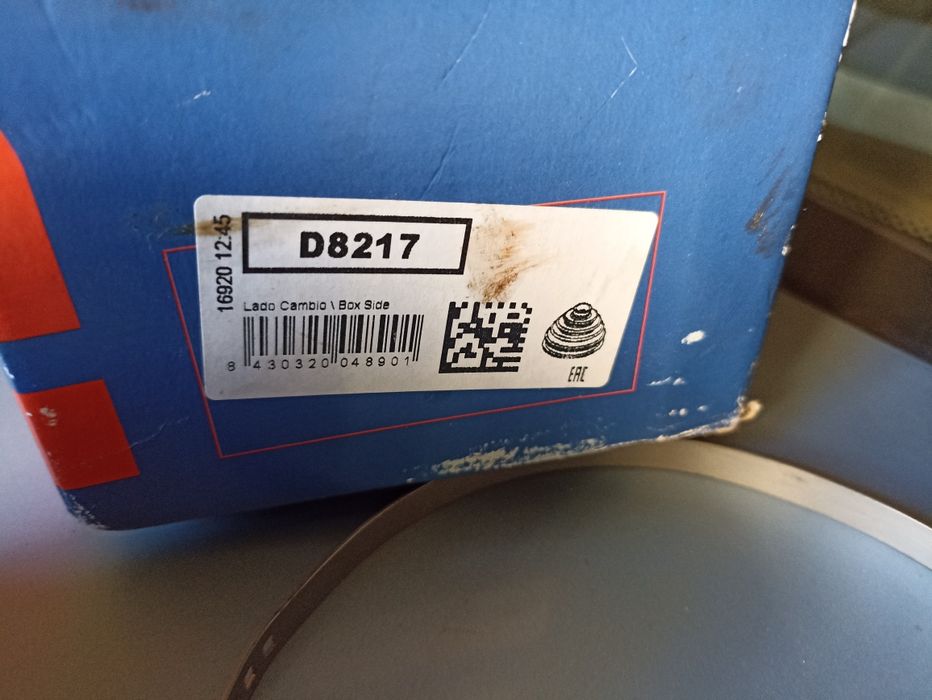 16920 12:45
D8217
Lado Cambio \ Box Side
8 430320 048901
EAC